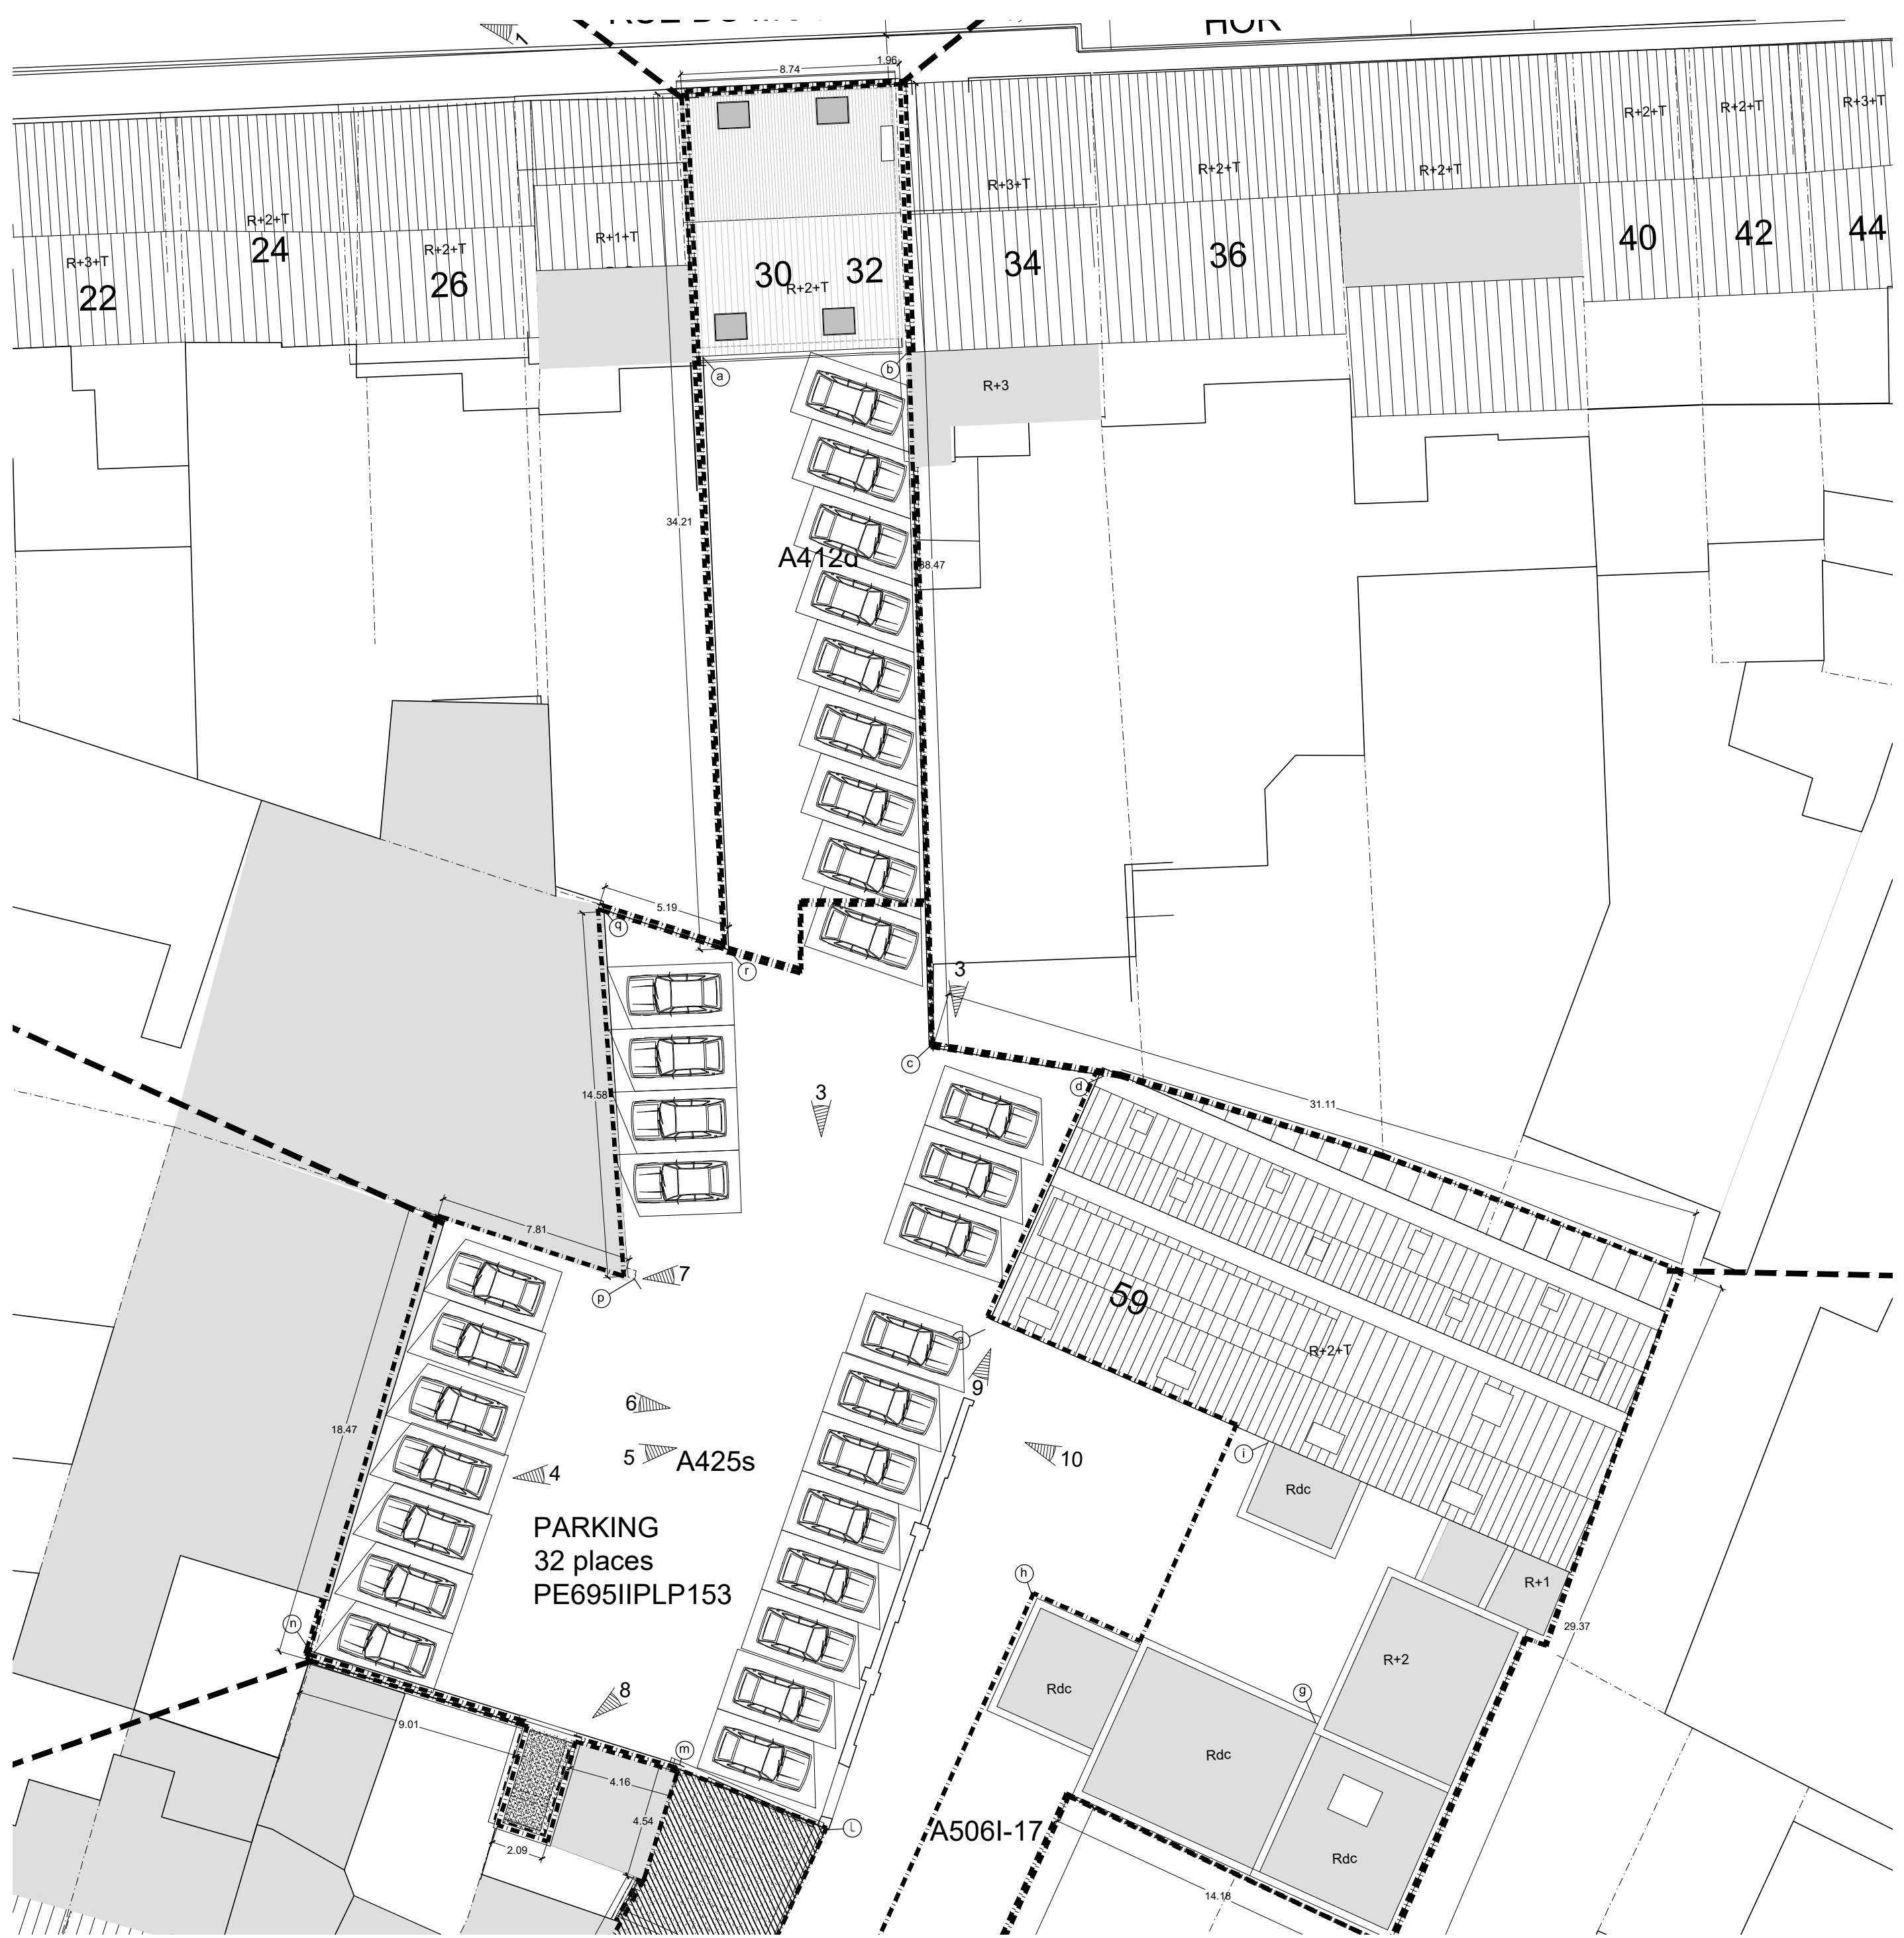 HOR
1
8.74
1.96
R+2+T
R+2+T
R+3+T
R+2+T
R+2+T
R+3+T
R+2+T
24
R+2+T
26
R+1+T
R+3+T
22
30
32
R+2+T
34
36
40
42
44
a
b
R+3
34.21
A412d
38.47
5.19
q
r
3
c
d
3
14.58
31.11
7.81
7
p
59
R+2+T
9
6
5
A425s
4
10
18.47
i
Rdc
PARKING
32 places
PE695IIPLP153
h
R+1
n
29.37
R+2
Rdc
g
8
9.01
m
Rdc
4.16
4.54
2.09
l
A506I-17
Rdc
14.18